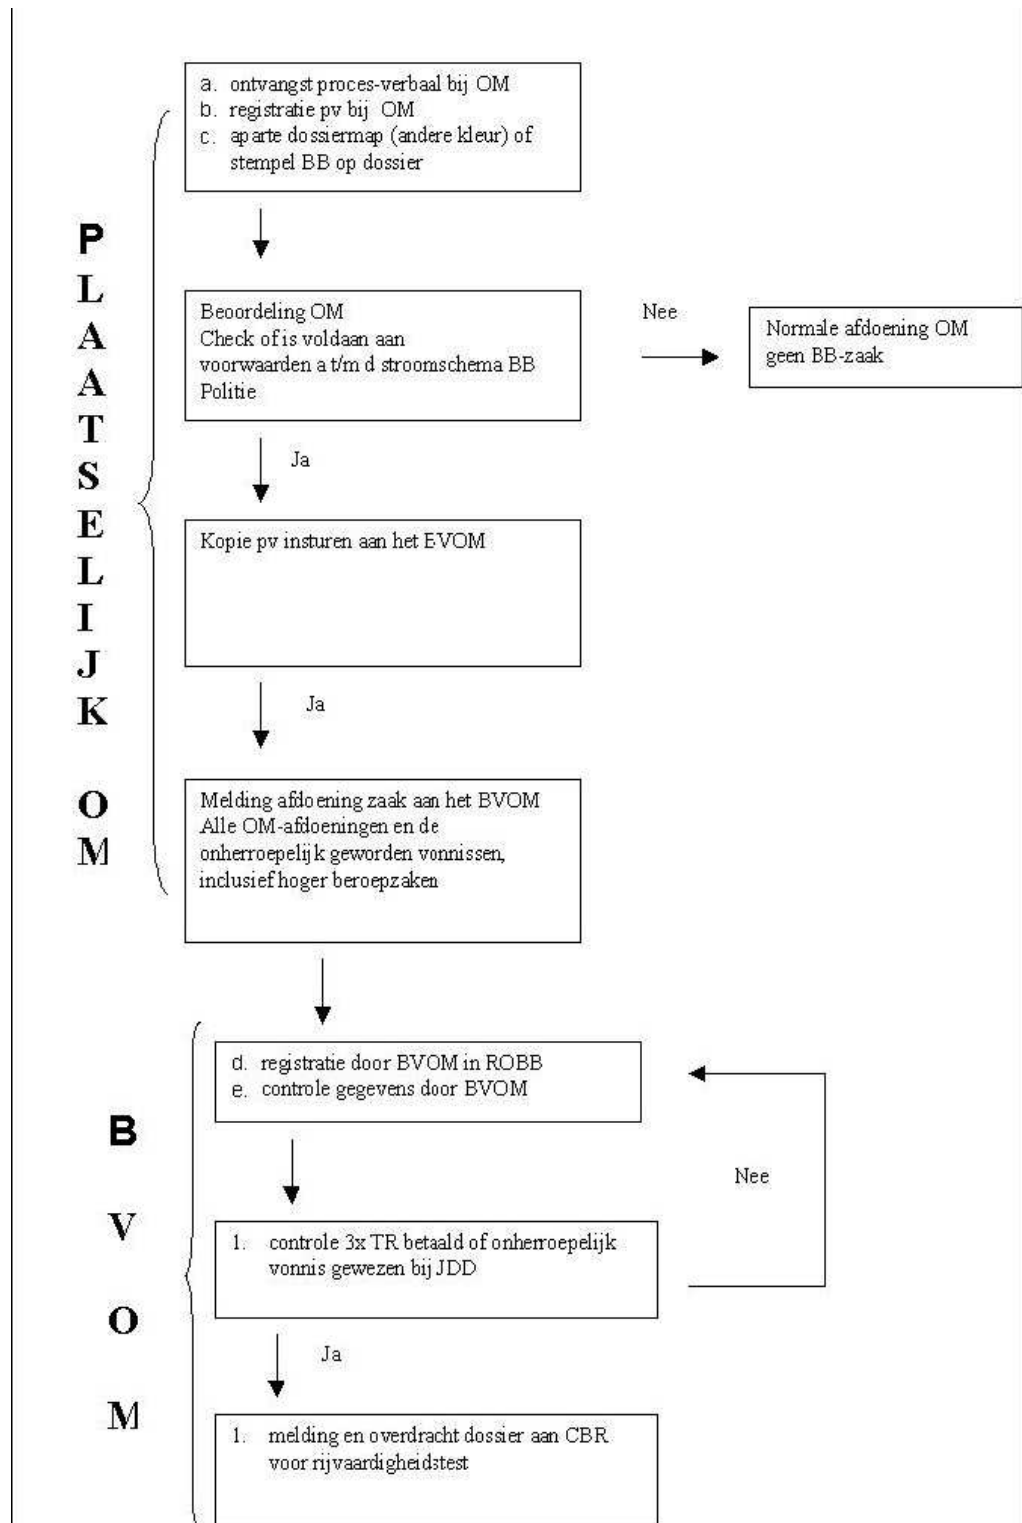 a. ontvangst proces-verbaal bij OM
b. registratie pv bij OM
c. aparte dossiermap (andere kleur) of
stempel BB op dossier
PLAATSELIJK OM
Beoordeling OM
Check of is voldaan aan
voorwaarden a t/m d stroomschema BB
Politie
Nee
Normale afdoening OM
geen BB-zaak
Ja
Kopie pv insturen aan het EVOM
Ja
Melding afdoening zaak aan het BVOM
Alle OM-afdoeningen en de
onherroepelijk geworden vonnissen,
inclusief hoger beroepzaken
BVOM
d. registratie door BVOM in ROBB
e. controle gegevens door BVOM
Nee
1. controle 3x TR betaald of onherroepelijk
vonnis gewezen bij JDD
Ja
1. melding en overdracht dossier aan CBR
voor rijvaardigheidstest